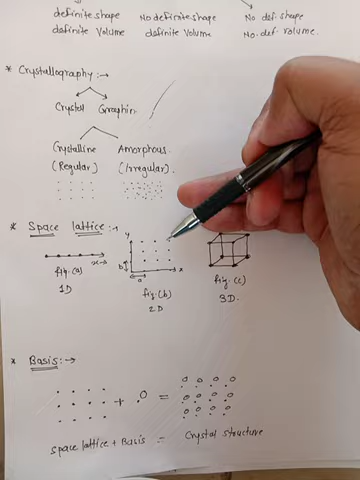 definite shape No definite shape No def. shape
definite Volume definite Volume No. def. volume.
* Crystallography :→
Crystal Graphien
Crystalline Amorphous.
(Regular) (Irregular).
* Space lattice :→
y
b
a
x x
fig. (a) fig. (b) fig. (c)
1D 2D 3D.
* Basis :→
+ =
Space lattice + Basis = Crystal structure